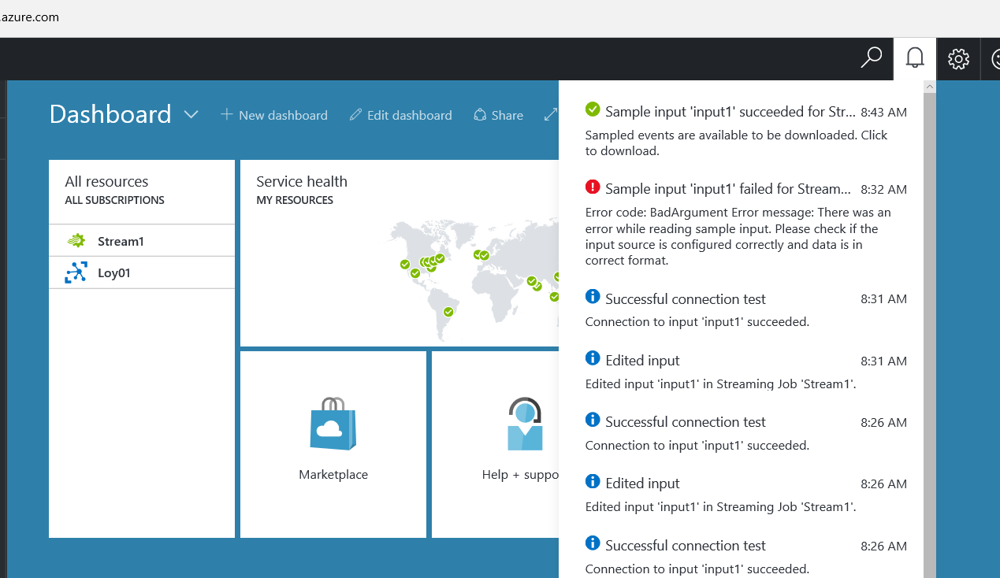 .azure.com
Dashboard
New dashboard
Edit dashboard
Share
All resources
ALL SUBSCRIPTIONS
Stream1
Loy01
Service health
MY RESOURCES
Marketplace
Help + suppo
Sample input 'input1' succeeded for Str... 8:43 AM
Sampled events are available to be downloaded. Click
to download.
Sample input 'input1' failed for Stream... 8:32 AM
Error code: BadArgument Error message: There was an
error while reading sample input. Please check if the
input source is configured correctly and data is in
correct format.
Successful connection test 8:31 AM
Connection to input 'input1' succeeded.
Edited input 8:31 AM
Edited input 'input1' in Streaming Job 'Stream1'.
Successful connection test 8:26 AM
Connection to input 'input1' succeeded.
Edited input 8:26 AM
Edited input 'input1' in Streaming Job 'Stream1'.
Successful connection test 8:26 AM
Connection to input 'input1' succeeded.